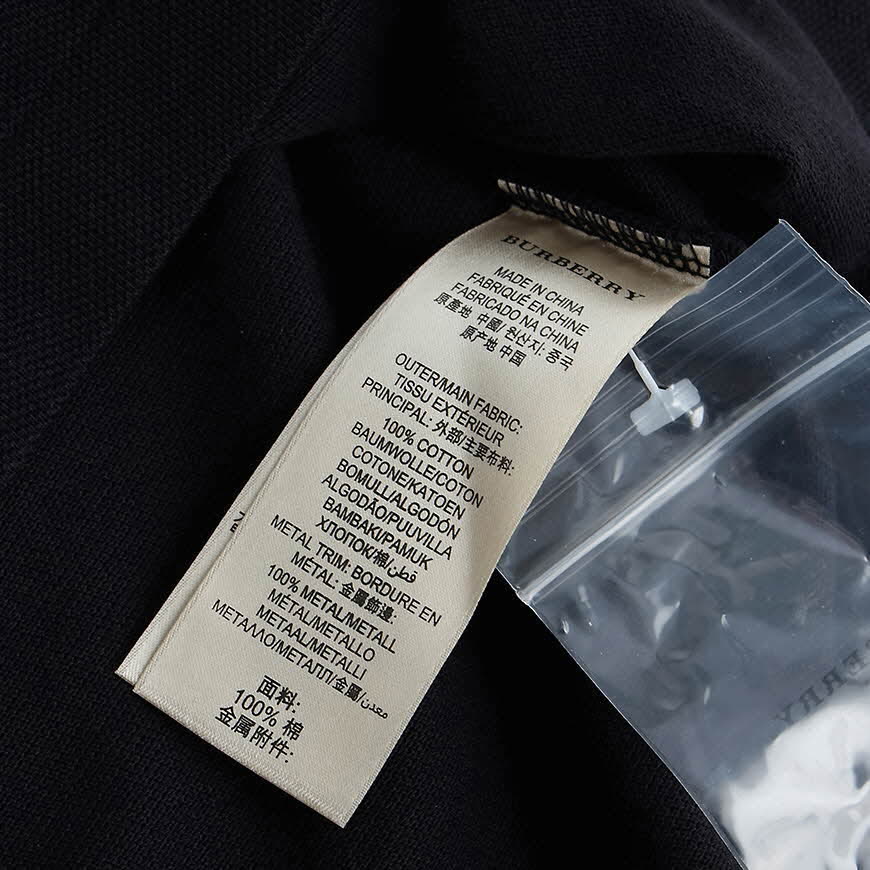 BURBERRY
MADE IN CHINA
FABRIQUÉ EN CHINE
FABRICADO NA CHINA
原產地 中國/ 원산지: 중국
原产地 中国
OUTER/MAIN FABRIC:
TISSU EXTÉRIEUR
PRINCIPAL: 外部/主要布料:
100% COTTON
BAUMWOLLE/COTON
COTONE/KATOEN
BOMULL/ALGODÓN
ALGODÃO/PUUVILLA
BAMBAKI/PAMUK
ХЛОПОК/棉/قطن
METAL TRIM: BORDURE EN
MÉTAL: 金屬飾邊:
100% METAL/METALL
MÉTAL/METALLO
METAAL/METALLI
ΜΕΤΑΛΛΟ/МЕТАЛЛ/金屬/معدن
面料:
100% 棉
金属附件:
BERRY